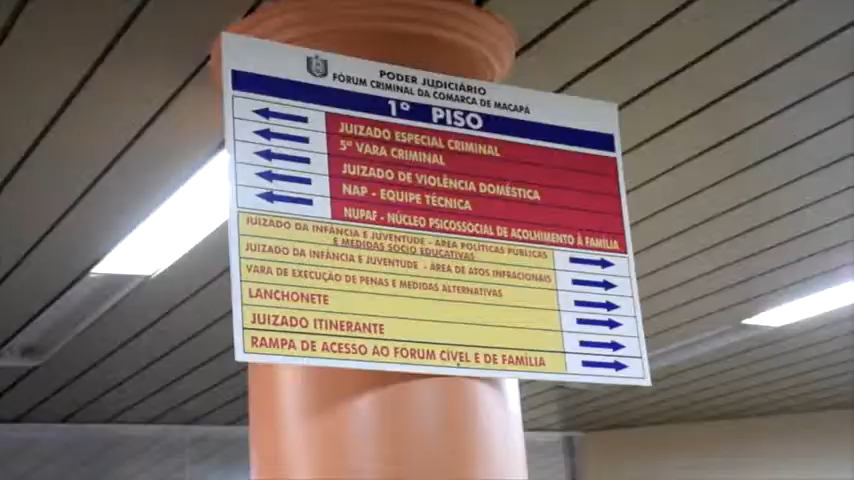 PODER JUDICIÁRIO
FÓRUM CRIMINAL DA COMARCA DE MACAPÁ
1º PISO
JUIZADO ESPECIAL CRIMINAL
5ª VARA CRIMINAL
JUIZADO DE VIOLÊNCIA DOMÉSTICA
NAP - EQUIPE TÉCNICA
NUPAF - NÚCLEO PSICOSSOCIAL DE ACOLHIMENTO À FAMÍLIA
JUIZADO DA INFÂNCIA E JUVENTUDE - ÁREA POLÍTICAS PÚBLICAS
E MEDIDAS SÓCIO EDUCATIVAS
JUIZADO DA INFÂNCIA E JUVENTUDE - ÁREA DE ATOS INFRACIONAIS
VARA DE EXECUÇÃO DE PENAS E MEDIDAS ALTERNATIVAS
LANCHONETE
JUIZADO ITINERANTE
RAMPA DE ACESSO AO FÓRUM CÍVEL E DE FAMÍLIA